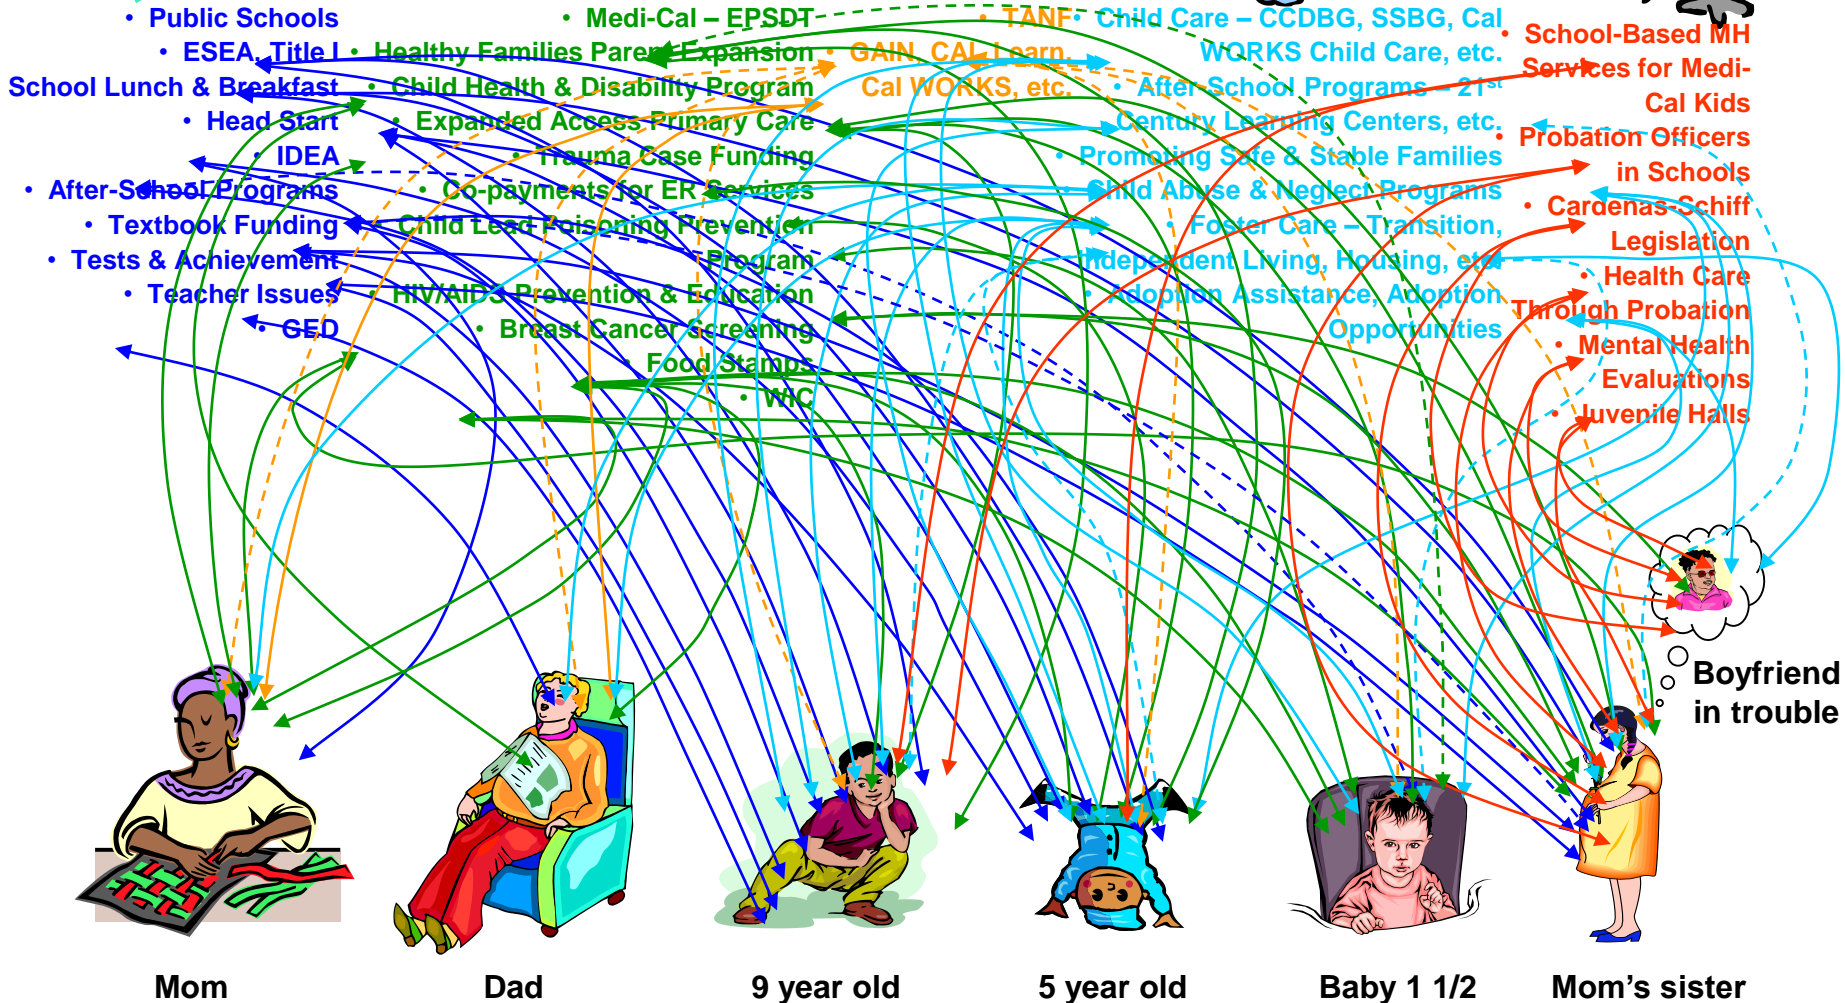 • Public Schools
• ESEA, Title I
School Lunch & Breakfast
• Head Start
• IDEA
• After-School Programs
• Textbook Funding
• Tests & Achievement
• Teacher Issues
• GED
• Medi-Cal – EPSDT
• Healthy Families Parent Expansion
• Child Health & Disability Program
• Expanded Access Primary Care
• Trauma Case Funding
• Co-payments for ER Services
Child Lead Poisoning Prevention
Program
• HIV/AIDS Prevention & Education
• Breast Cancer Screening
• Food Stamps
• WIC
• TANF
• GAIN, CAL Learn,
Cal WORKS, etc.
• Child Care – CCDBG, SSBG, Cal
WORKS Child Care, etc.
• After-School Programs – 21st
Century Learning Centers, etc.
• Promoting Safe & Stable Families
• Child Abuse & Neglect Programs
• Foster Care – Transition,
Independent Living, Housing, etc.
• Adoption Assistance, Adoption
Opportunities
• School-Based MH
Services for Medi-
Cal Kids
• Probation Officers
in Schools
• Cardenas-Schiff
Legislation
• Health Care
Through Probation
• Mental Health
Evaluations
• Juvenile Halls
Boyfriend
in trouble
Mom
Dad
9 year old
5 year old
Baby 1 1/2
Mom's sister